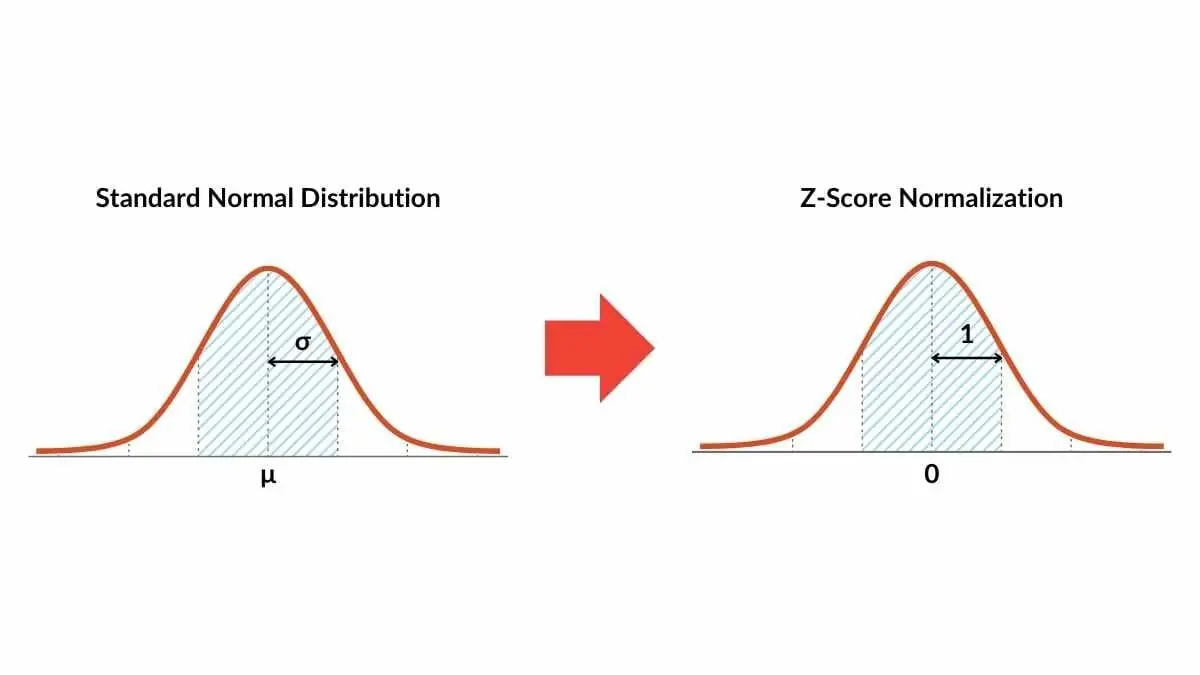 Standard Normal Distribution
Z-Score Normalization
σ
1
μ
0